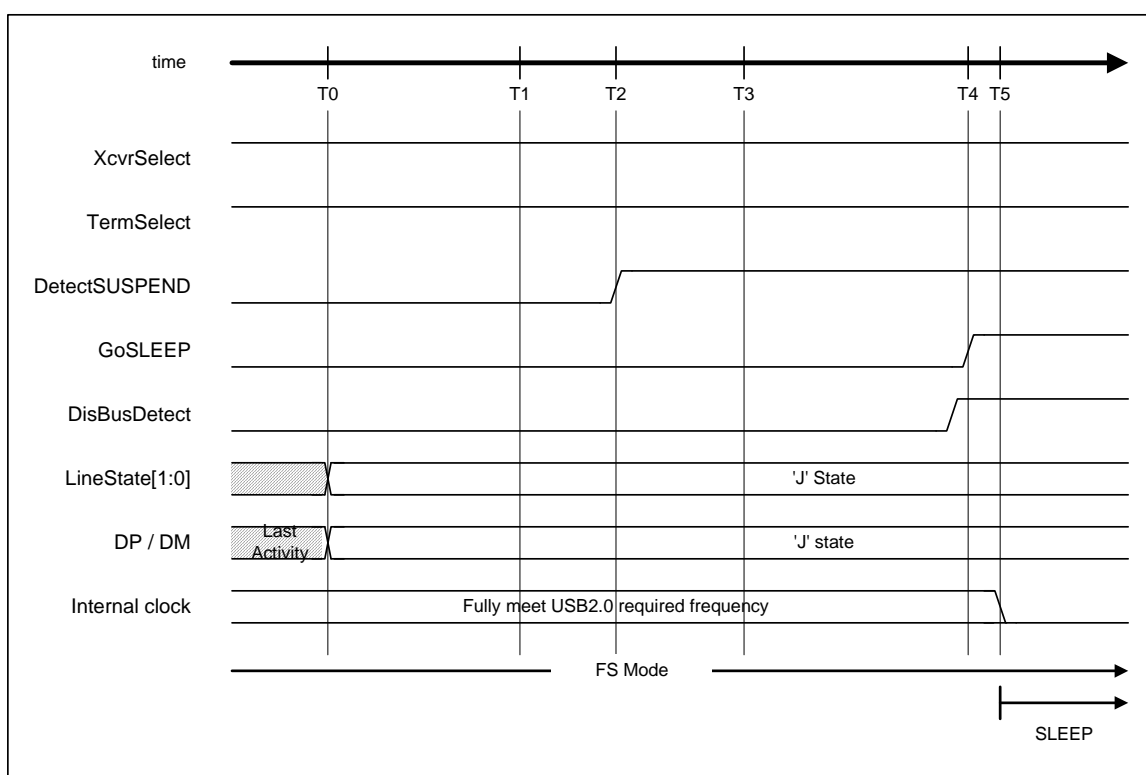 time
T0 T1 T2 T3 T4 T5
XcvrSelect
TermSelect
DetectSUSPEND
GoSLEEP
DisBusDetect
LineState[1:0]
'J' State
DP / DM
Last
Activity
'J' state
Internal clock
Fully meet USB2.0 required frequency
FS Mode
SLEEP